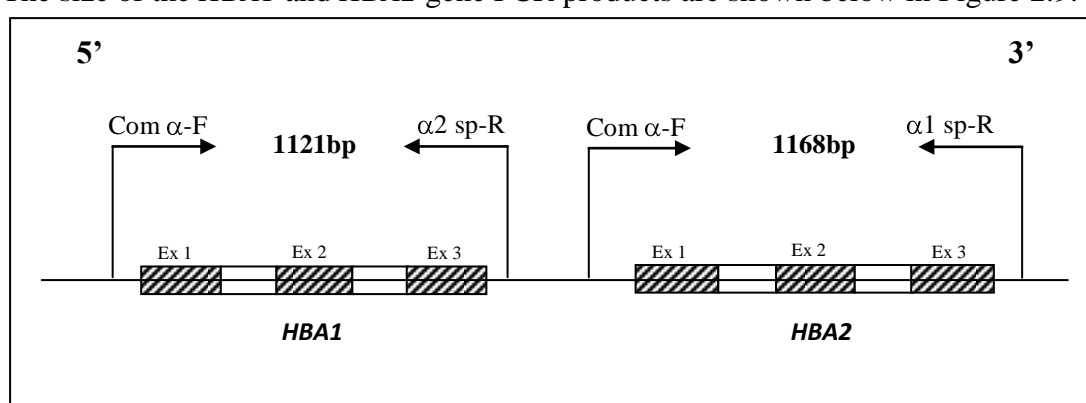 The size of the HBA1 and HBA2 gene PCR products are shown below in Figure 2.9.
5’ 3’
Com α-F 1121bp α2 sp-R Com α-F 1168bp α1 sp-R
Ex 1 Ex 2 Ex 3 Ex 1 Ex 2 Ex 3
HBA1 HBA2